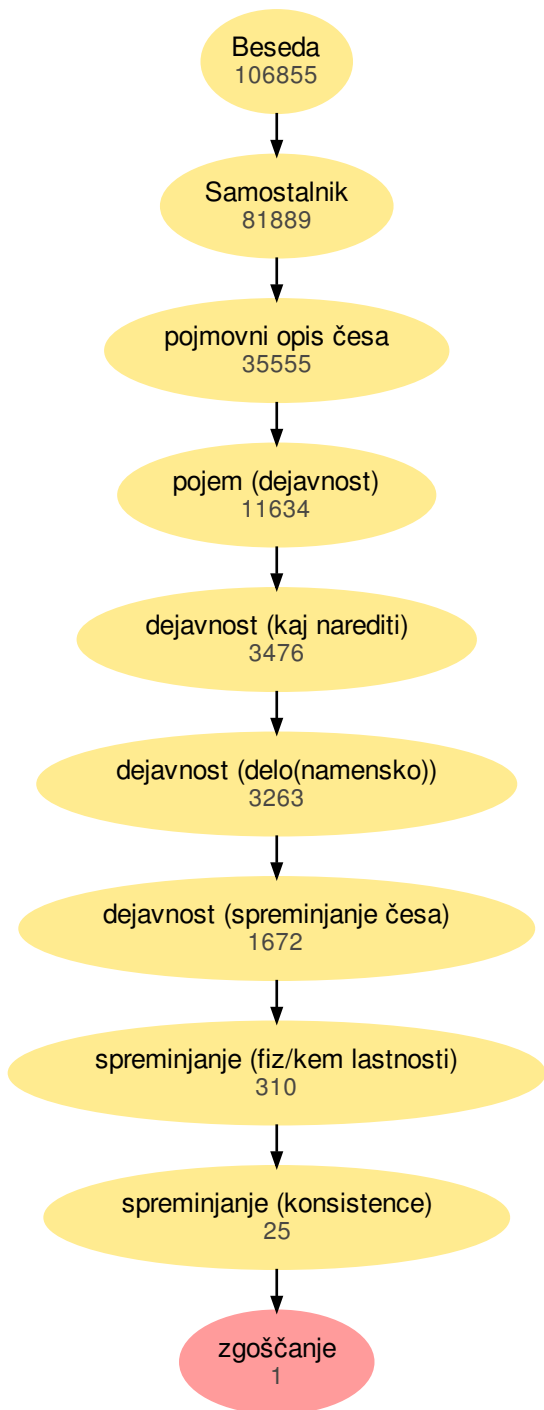 Beseda
106855
Samostalnik
81889
pojmovni opis česa
35555
pojem (dejavnost)
11634
dejavnost (kaj narediti)
3476
dejavnost (delo(namensko))
3263
dejavnost (spreminjanje česa)
1672
spreminjanje (fiz/kem lastnosti)
310
spreminjanje (konsistence)
25
zgoščanje
1